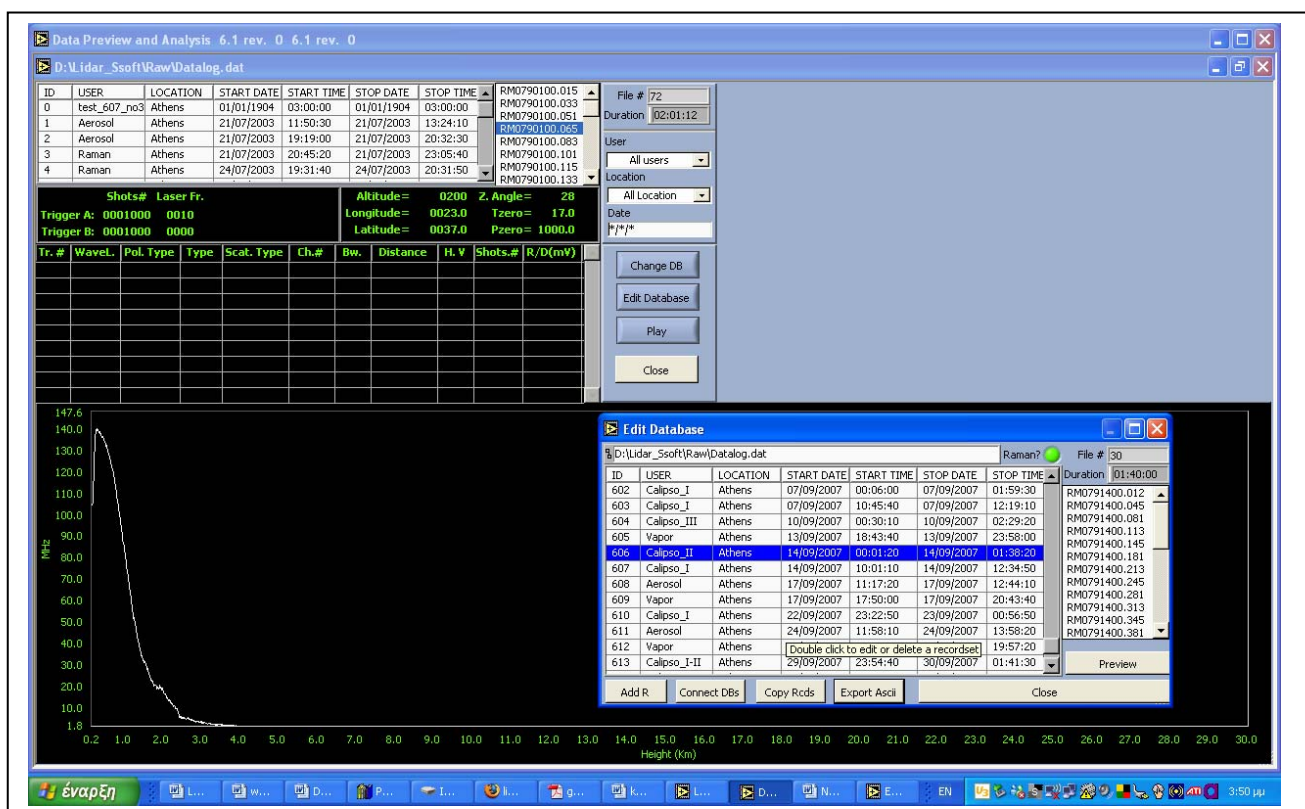 Data Preview and Analysis 6.1 rev. 0 6.1 rev. 0
D:\Lidar_Ssoft\Raw\Datalog.dat
ID USER LOCATION START DATE START TIME STOP DATE STOP TIME
0 test_607_no3 Athens 01/01/1904 03:00:00 01/01/1904 03:00:00
1 Aerosol Athens 21/07/2003 11:50:30 21/07/2003 13:24:10
2 Aerosol Athens 21/07/2003 19:19:00 21/07/2003 20:32:30
3 Raman Athens 21/07/2003 20:45:20 21/07/2003 23:05:40
4 Raman Athens 24/07/2003 19:31:40 24/07/2003 20:31:50
RM0790100.015
RM0790100.033
RM0790100.051
RM0790100.065
RM0790100.083
RM0790100.101
RM0790100.115
RM0790100.133
File # 72
Duration 02:01:12
User
All users
Location
All Location
Date
*/*/*
Shots# Laser Fr.
Trigger A: 0001000 0010
Trigger B: 0001000 0000
Altitude= 0200 Z. Angle= 28
Longitude= 0023.0 Tzero= 17.0
Latitude= 0037.0 Pzero= 1000.0
Tr. # WaveL. Pol. Type Type Scat. Type Ch.# Bw. Distance H. V Shots.# R/D(mV)
Change DB
Edit Database
Play
Close
147.6
140.0
130.0
120.0
110.0
100.0
90.0
80.0
70.0
60.0
50.0
40.0
30.0
20.0
10.0
1.8
MHz
0.2 1.0 2.0 3.0 4.0 5.0 6.0 7.0 8.0 9.0 10.0 11.0 12.0 13.0 14.0 15.0 16.0 17.0 18.0 19.0 20.0 21.0 22.0 23.0 24.0 25.0 26.0 27.0 28.0 29.0 30.0
Height (Km)
Edit Database
D:\Lidar_Ssoft\Raw\Datalog.dat Raman? File # 30
Duration 01:40:00
ID USER LOCATION START DATE START TIME STOP DATE STOP TIME
602 Calipso_I Athens 07/09/2007 00:06:00 07/09/2007 01:59:30
603 Calipso_I Athens 07/09/2007 10:45:40 07/09/2007 12:19:10
604 Calipso_III Athens 10/09/2007 00:30:10 10/09/2007 02:29:20
605 Vapor Athens 13/09/2007 18:43:40 13/09/2007 23:58:00
606 Calipso_II Athens 14/09/2007 00:01:20 14/09/2007 01:38:20
607 Calipso_I Athens 14/09/2007 10:01:10 14/09/2007 12:34:50
608 Aerosol Athens 17/09/2007 11:17:20 17/09/2007 12:44:10
609 Vapor Athens 17/09/2007 17:50:00 17/09/2007 20:43:40
610 Calipso_I Athens 22/09/2007 23:22:50 23/09/2007 00:56:50
611 Aerosol Athens 24/09/2007 11:58:10 24/09/2007 13:58:20
612 Vapor Athens 19:57:20
Double click to edit or delete a recordset
613 Calipso_I-II Athens 29/09/2007 23:54:40 30/09/2007 01:41:30
RM0791400.012
RM0791400.045
RM0791400.081
RM0791400.113
RM0791400.145
RM0791400.181
RM0791400.213
RM0791400.245
RM0791400.281
RM0791400.313
RM0791400.345
RM0791400.381
Preview
Add R Connect DBs Copy Rcds Export Ascii Close
έναρξη L... w... D... P... I... li... g... k... L... D... N... E... EN 3:50 μμ